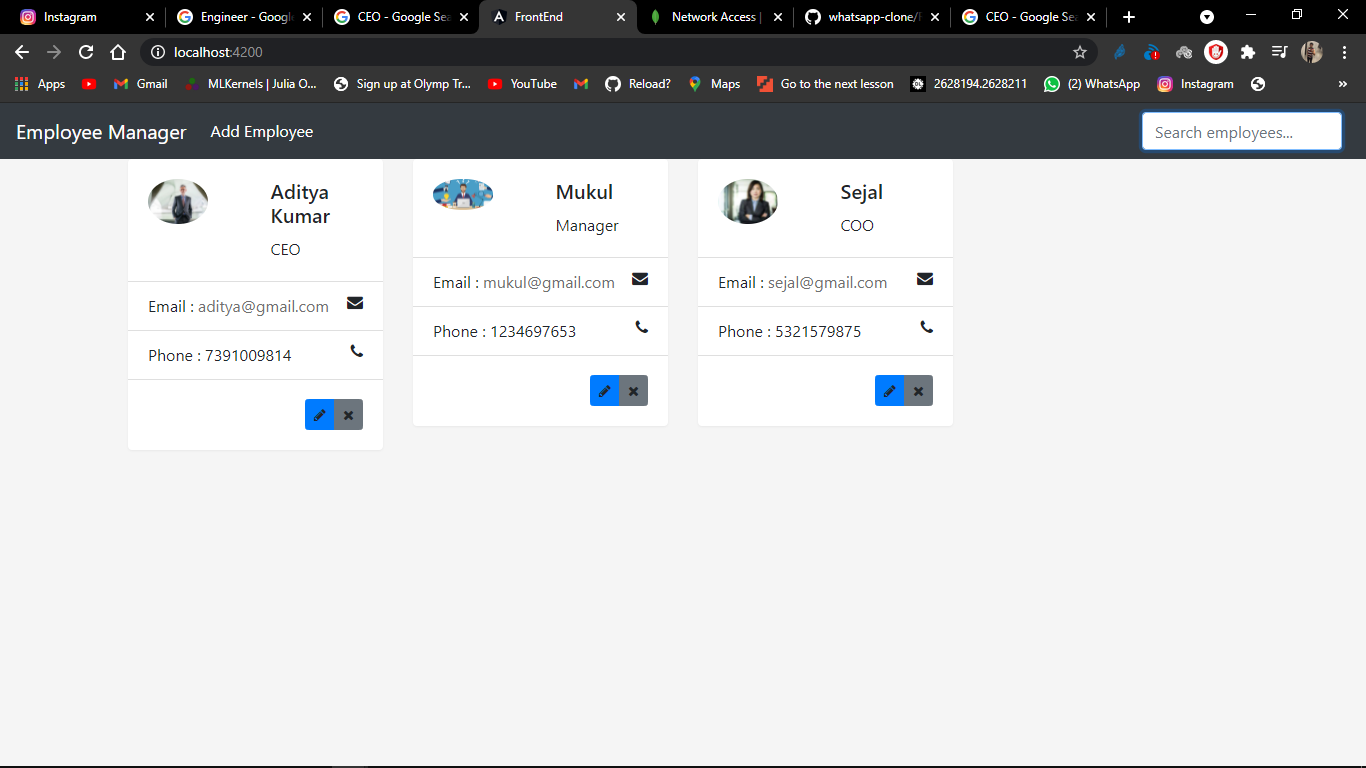 Instagram
Engineer - Googl
CEO - Google Sea
FrontEnd
Network Access |
whatsapp-clone/F
CEO - Google Sea
localhost:4200
Apps
Gmail
MLKernels | Julia O...
Sign up at Olymp Tr...
YouTube
Reload?
Maps
Go to the next lesson
2628194.2628211
(2) WhatsApp
Instagram
»
Employee Manager
Add Employee
Search employees...
Aditya
Kumar
CEO
Email : aditya@gmail.com
Phone : 7391009814
Mukul
Manager
Email : mukul@gmail.com
Phone : 1234697653
Sejal
COO
Email : sejal@gmail.com
Phone : 5321579875